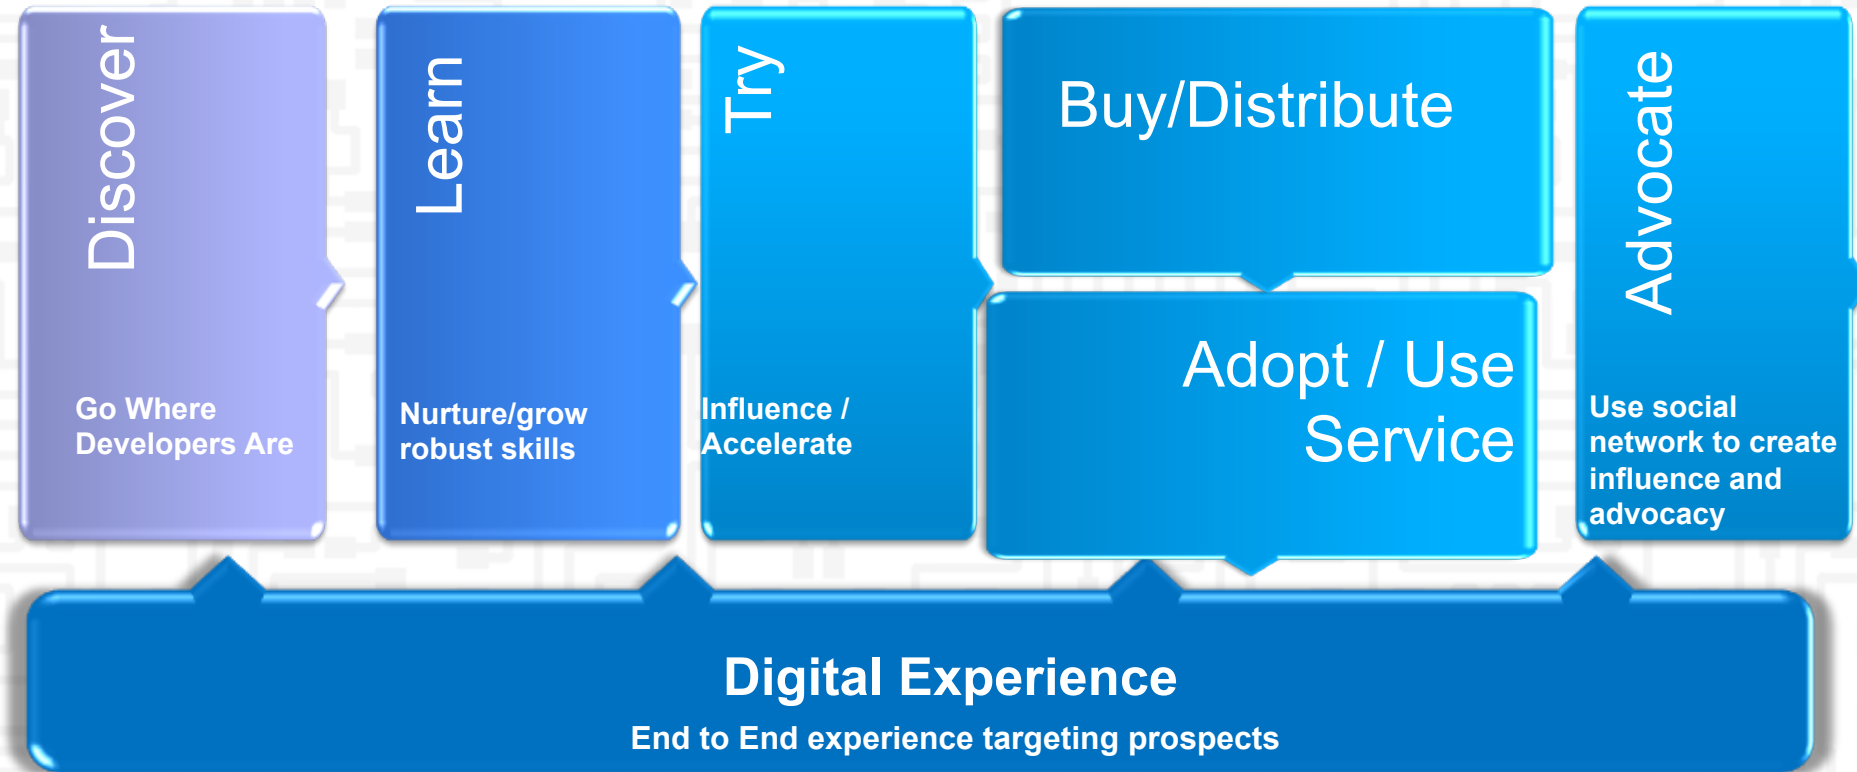 Discover
Go Where
Developers Are
Learn
Nurture/grow
robust skills
Try
Influence /
Accelerate
Buy/Distribute
Adopt / Use
Service
Advocate
Use social
network to create
influence and
advocacy
Digital Experience
End to End experience targeting prospects